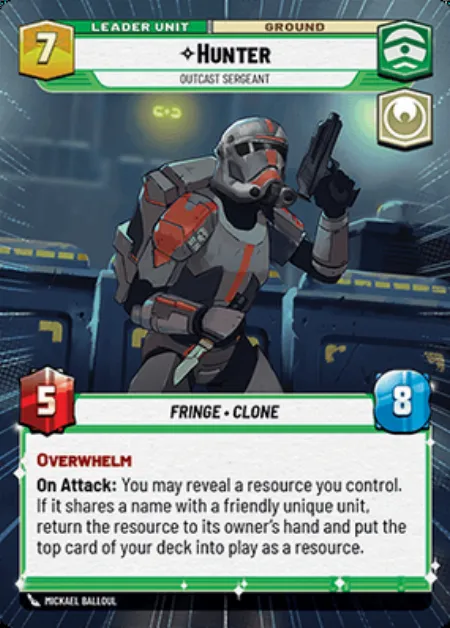 LEADER UNIT
GROUND
7
HUNTER
OUTCAST SERGEANT
5
FRINGE • CLONE
8
OVERWHELM
On Attack: You may reveal a resource you control.
If it shares a name with a friendly unique unit,
return the resource to its owner's hand and put the
top card of your deck into play as a resource.
MICKAEL BALLOUL